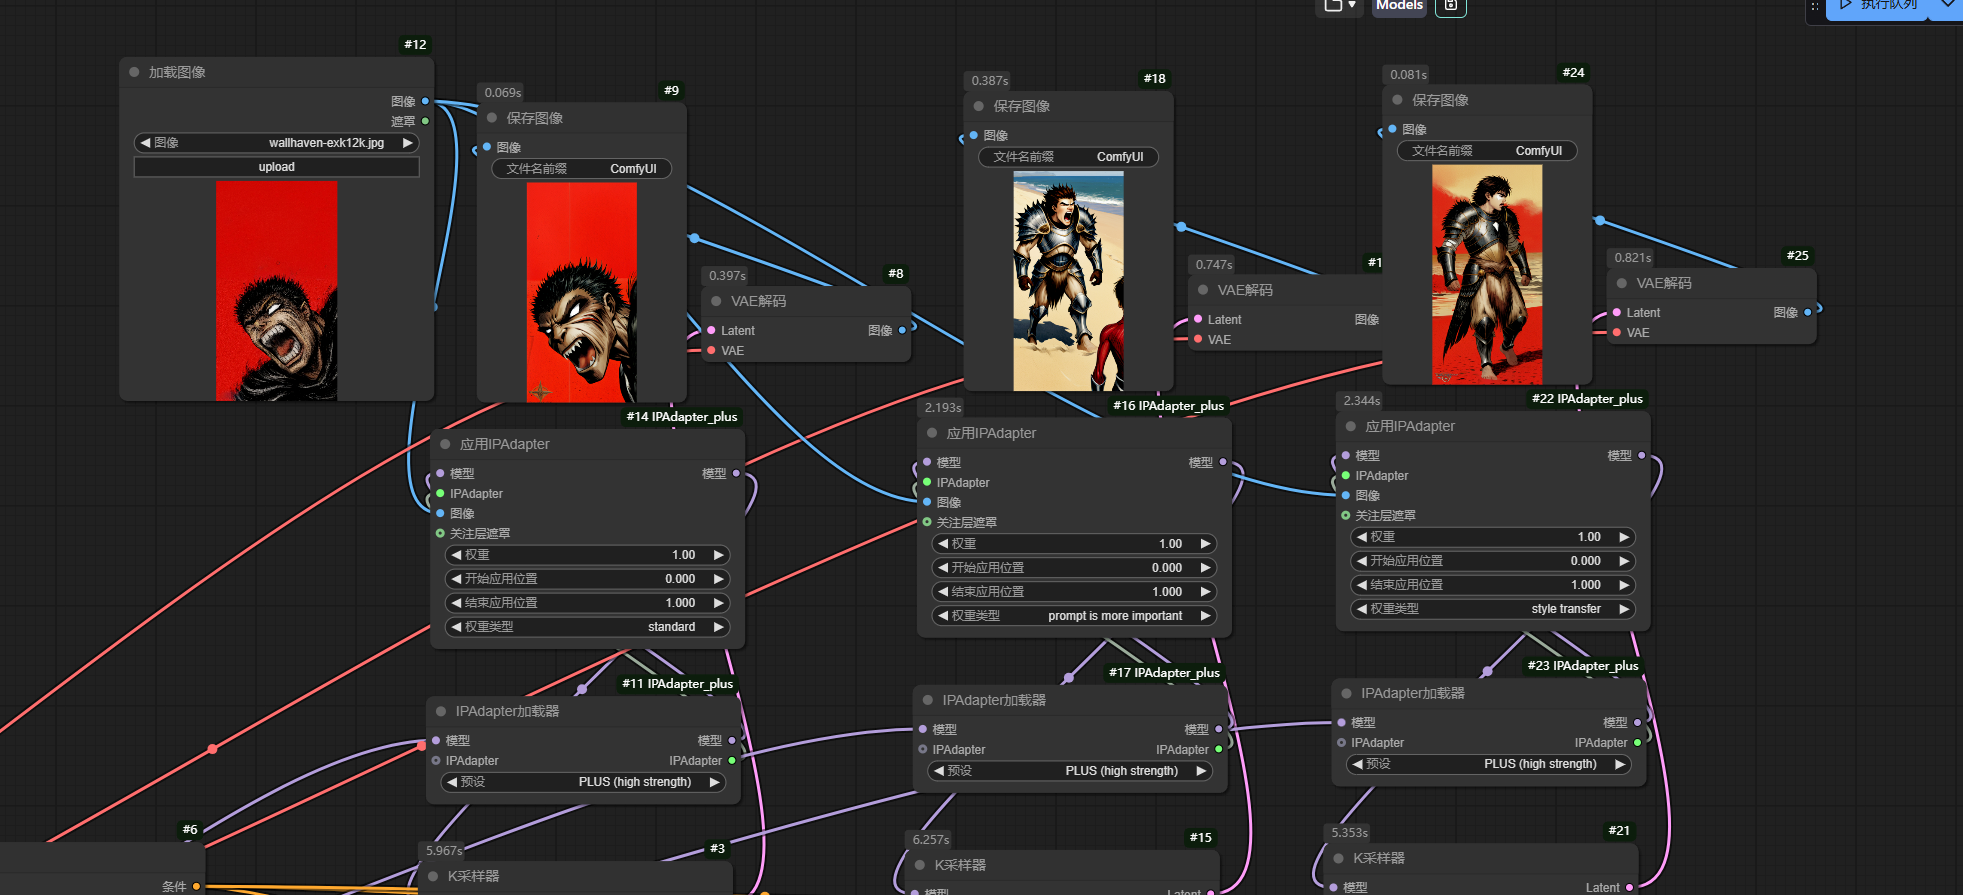 Models
执行队列
#12
加载图像
图像
遮罩
图像 wallhaven-exk12k.jpg
upload
0.069s
#9
保存图像
图像
文件名前缀 ComfyUI
0.397s
#8
VAE解码
Latent 图像
VAE
0.387s
#18
保存图像
图像
文件名前缀 ComfyUI
0.747s
#1
VAE解码
Latent 图像
VAE
0.081s
#24
保存图像
图像
文件名前缀 ComfyUI
0.821s
#25
VAE解码
Latent 图像
VAE
#14 IPAdapter_plus
应用IPAdapter
模型 模型
IPAdapter
图像
关注层遮罩
权重 1.00
开始应用位置 0.000
结束应用位置 1.000
权重类型 standard
2.193s
#16 IPAdapter_plus
应用IPAdapter
模型 模型
IPAdapter
图像
关注层遮罩
权重 1.00
开始应用位置 0.000
结束应用位置 1.000
权重类型 prompt is more important
2.344s
#22 IPAdapter_plus
应用IPAdapter
模型 模型
IPAdapter
图像
关注层遮罩
权重 1.00
开始应用位置 0.000
结束应用位置 1.000
权重类型 style transfer
#11 IPAdapter_plus
IPAdapter加载器
模型 模型
IPAdapter IPAdapter
预设 PLUS (high strength)
#17 IPAdapter_plus
IPAdapter加载器
模型 模型
IPAdapter IPAdapter
预设 PLUS (high strength)
#23 IPAdapter_plus
IPAdapter加载器
模型 模型
IPAdapter IPAdapter
预设 PLUS (high strength)
#6
条件
5.967s
#3
K采样器
6.257s
#15
K采样器
模型 Latent
5.353s
#21
K采样器
模型 Latent